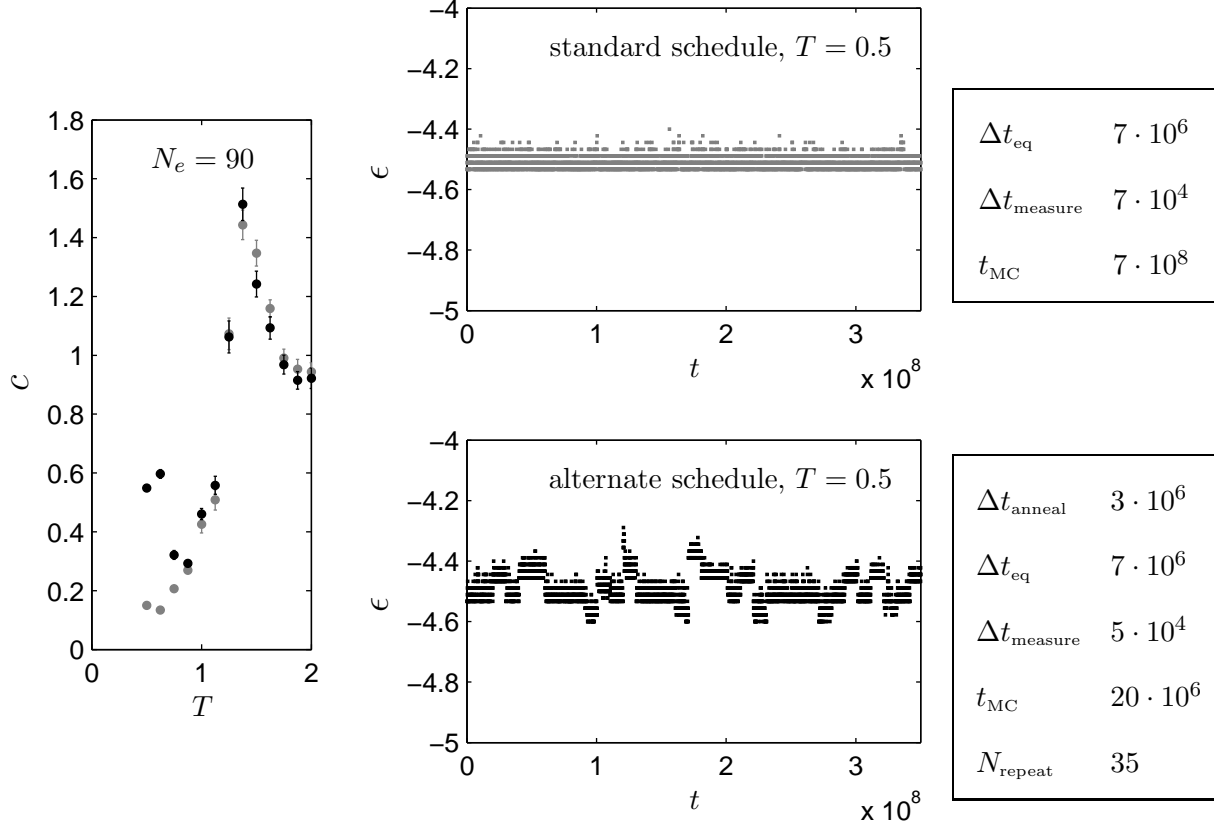 N_e = 90
c
1.8
1.6
1.4
1.2
1
0.8
0.6
0.4
0.2
0
0 1 2
T
standard schedule, T = 0.5
ϵ
−4
−4.2
−4.4
−4.6
−4.8
−5
0 1 2 3
t
x 10^8
Δt_eq 7 · 10^6
Δt_measure 7 · 10^4
t_MC 7 · 10^8
alternate schedule, T = 0.5
ϵ
−4
−4.2
−4.4
−4.6
−4.8
−5
0 1 2 3
t
x 10^8
Δt_anneal 3 · 10^6
Δt_eq 7 · 10^6
Δt_measure 5 · 10^4
t_MC 20 · 10^6
N_repeat 35